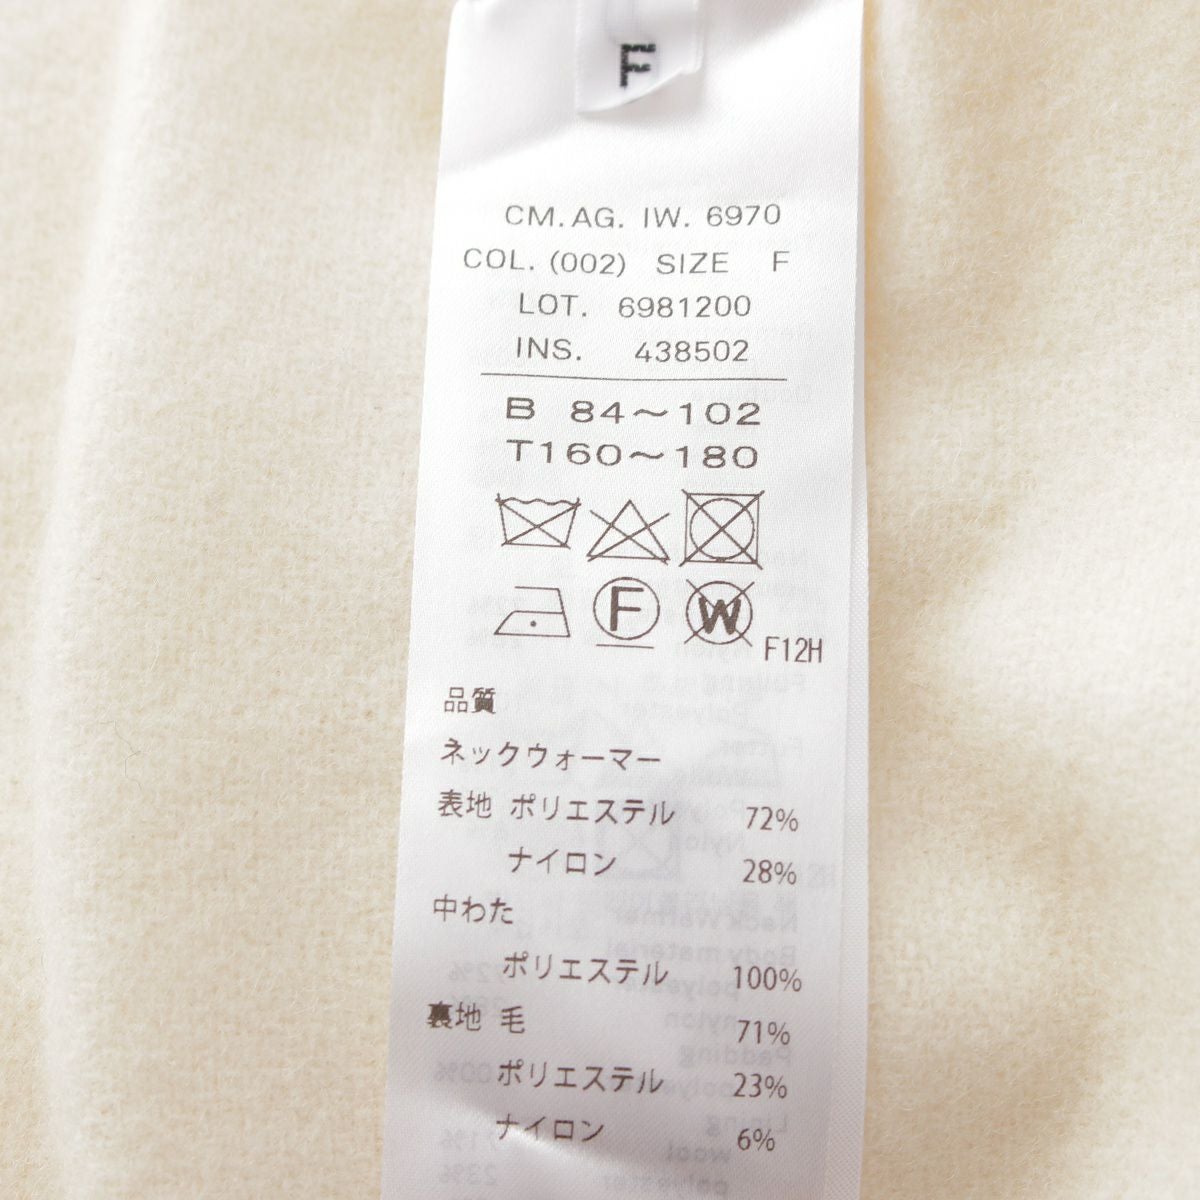 F
CM. AG. IW. 6970
COL. (002) SIZE F
LOT. 6981200
INS. 438502
B 84〜102
T160〜180
F
W
F12H
品質
ネックウォーマー
表地 ポリエステル 72%
ナイロン 28%
中わた
ポリエステル 100%
裏地 毛 71%
ポリエステル 23%
ナイロン 6%